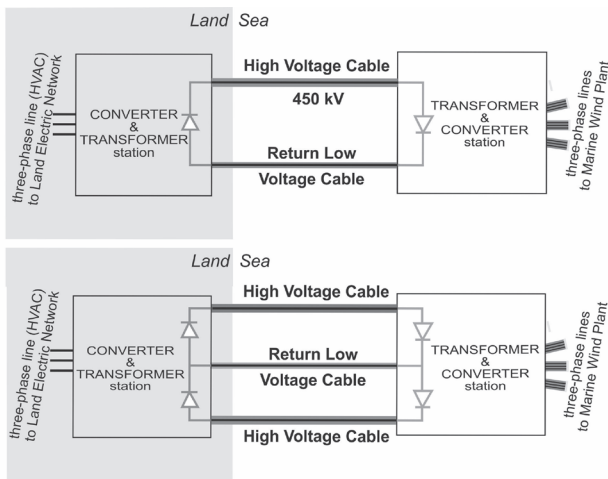 Land Sea
High Voltage Cable
450 kV
Return Low
Voltage Cable
three-phase line (HVAC)
to Land Electric Network
CONVERTER
&
TRANSFORMER
station
TRANSFORMER
&
CONVERTER
station
three-phase lines
to Marine Wind Plant
Land Sea
High Voltage Cable
Return Low
Voltage Cable
High Voltage Cable
three-phase line (HVAC)
to Land Electric Network
CONVERTER
&
TRANSFORMER
station
TRANSFORMER
&
CONVERTER
station
three-phase lines
to Marine Wind Plant